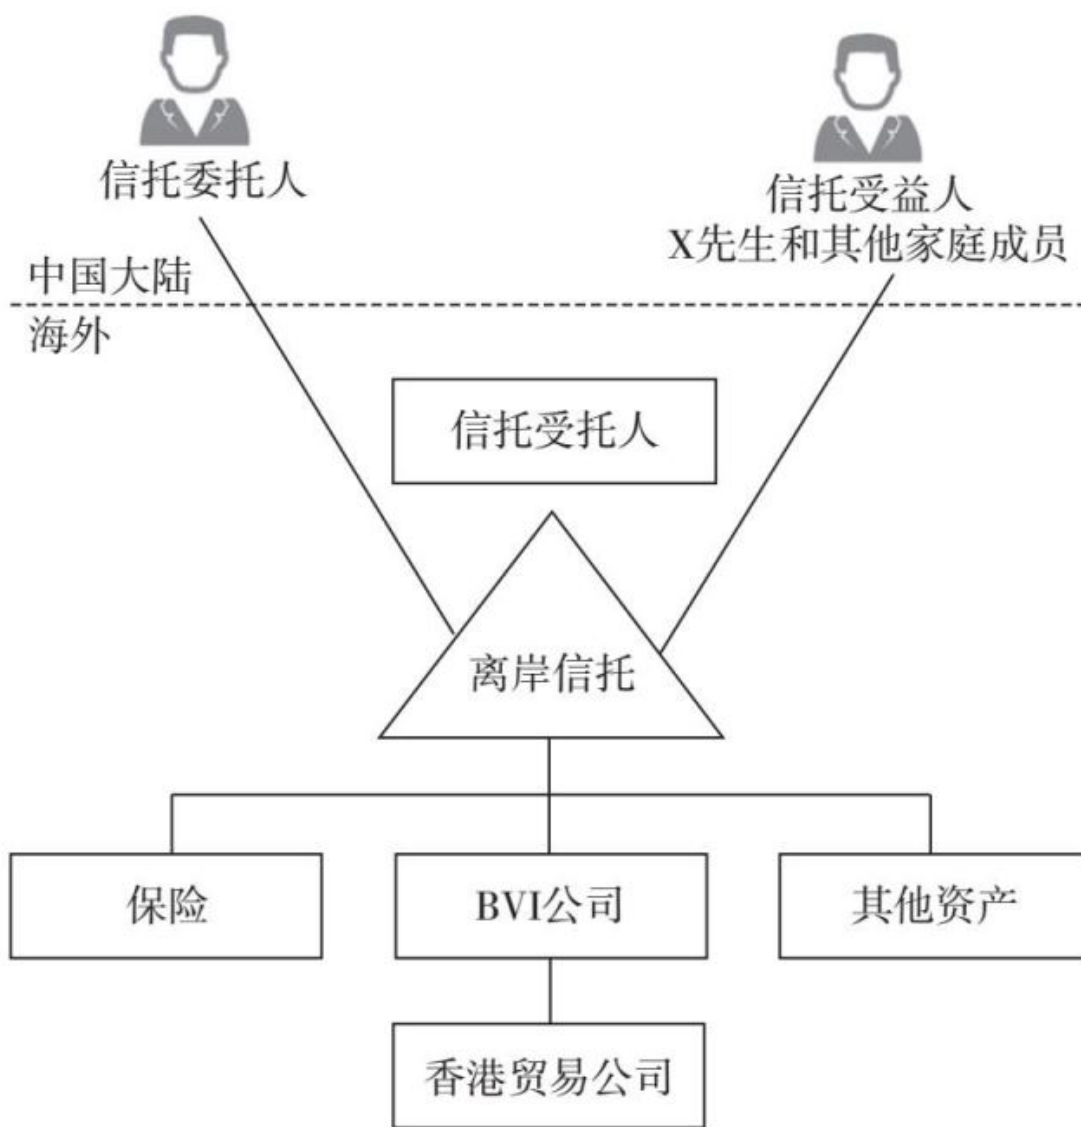 信托委托人
信托受益人
X先生和其他家庭成员
中国大陆
海外
信托受托人
离岸信托
保险
BVI公司
其他资产
香港贸易公司